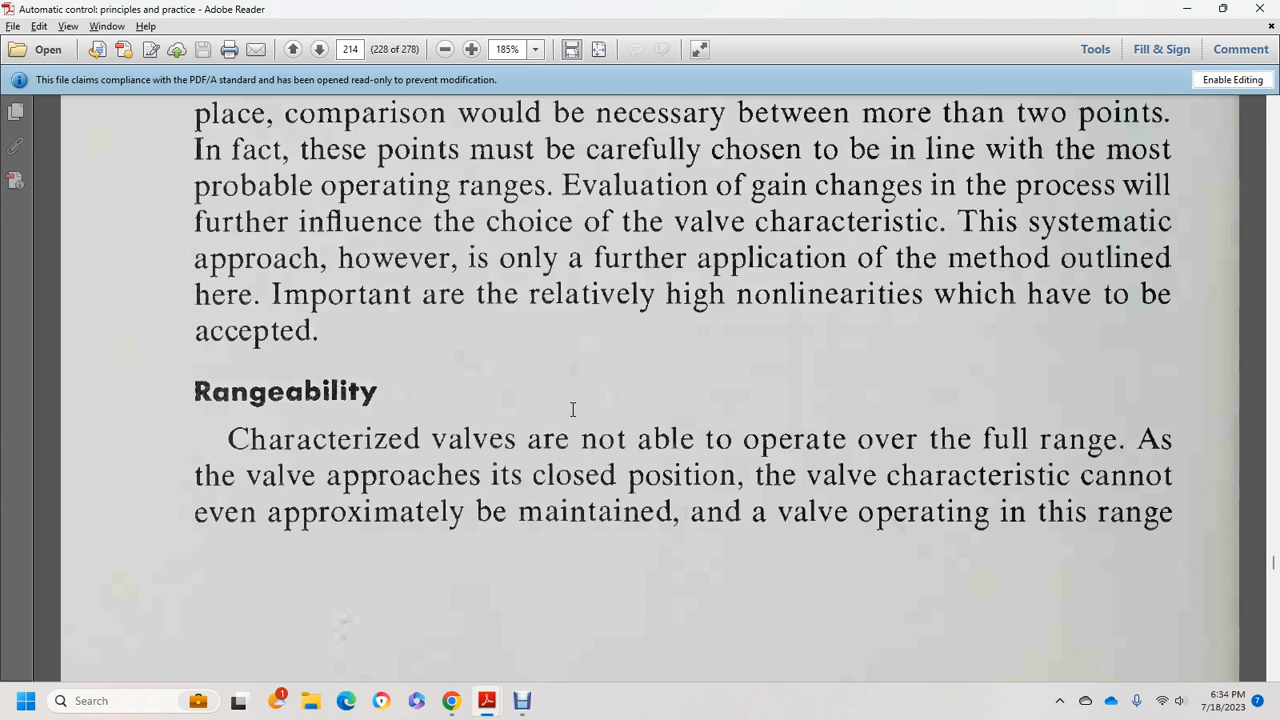 Automatic control: principles and practice - Adobe Reader
File Edit View Window Help
Open 214 (228 of 278) 185% Tools Fill & Sign Comment
This file claims compliance with the PDF/A standard and has been opened read-only to prevent modification. Enable Editing
place, comparison would be necessary between more than two points.
In fact, these points must be carefully chosen to be in line with the most
probable operating ranges. Evaluation of gain changes in the process will
further influence the choice of the valve characteristic. This systematic
approach, however, is only a further application of the method outlined
here. Important are the relatively high nonlinearities which have to be
accepted.
Rangeability
Characterized valves are not able to operate over the full range. As
the valve approaches its closed position, the valve characteristic cannot
even approximately be maintained, and a valve operating in this range
Search 1 6:34 PM
7/18/2023 7